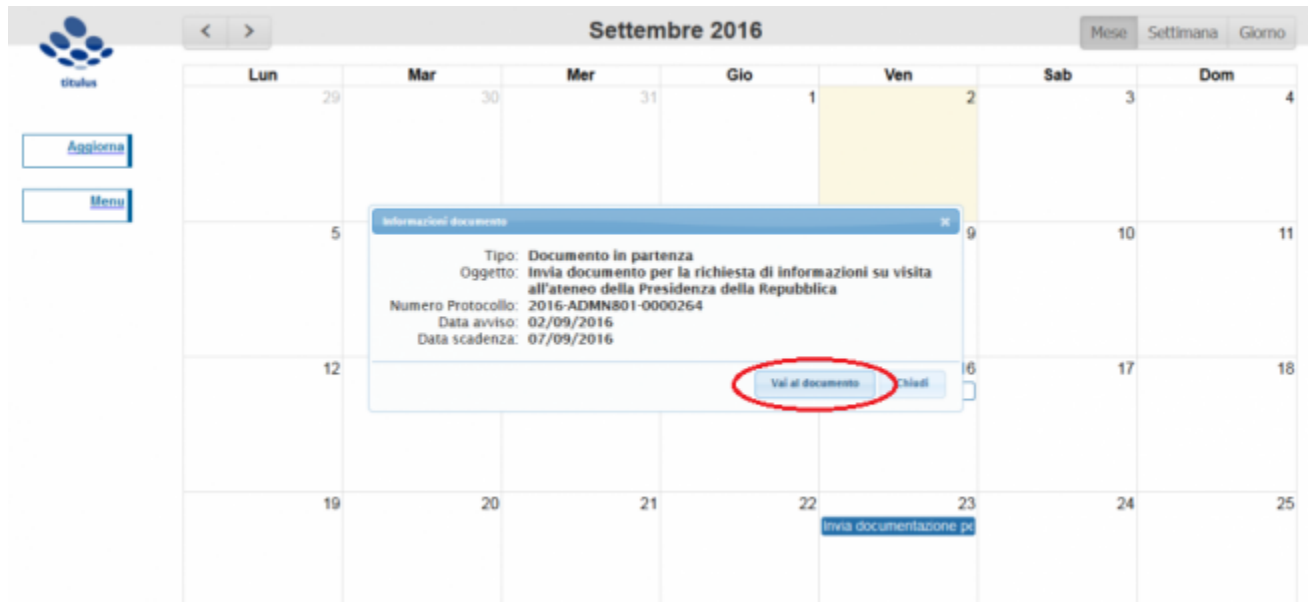 titulus
Aggiorna
Menu
< >
Settembre 2016
Mese Settimana Giorno
Lun Mar Mer Gio Ven Sab Dom
29 30 31 1 2 3 4
5 9 10 11
Informazioni documento ×
Tipo: Documento in partenza
Oggetto: Invia documento per la richiesta di informazioni su visita
all'ateneo della Presidenza della Repubblica
Numero Protocollo: 2016-ADMN801-0000264
Data avviso: 02/09/2016
Data scadenza: 07/09/2016
Vai al documento Chiudi
12 16 17 18
19 20 21 22 23 24 25
Invia documentazione pe